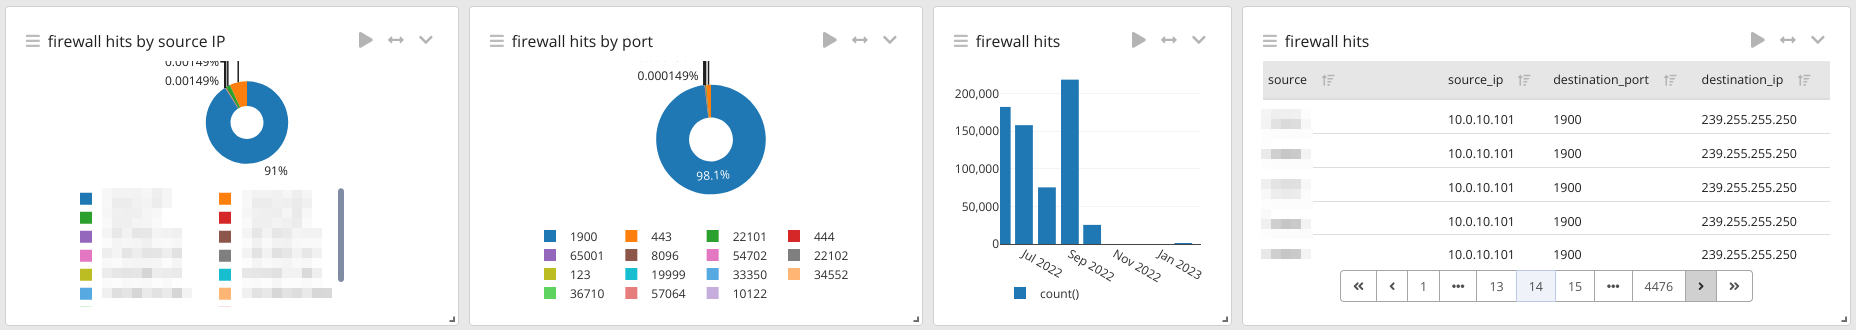 firewall hits by source IP
0.00149%
0.00149%
91%
firewall hits by port
0.000149%
98.1%
1900 443 22101 444
65001 8096 54702 22102
123 19999 33350 34552
36710 57064 10122
firewall hits
200,000
150,000
100,000
50,000
0
Jul 2022 Sep 2022 Nov 2022 Jan 2023
count()
firewall hits
source source_ip destination_port destination_ip
10.0.10.101 1900 239.255.255.250
10.0.10.101 1900 239.255.255.250
10.0.10.101 1900 239.255.255.250
10.0.10.101 1900 239.255.255.250
10.0.10.101 1900 239.255.255.250
1 ••• 13 14 15 ••• 4476